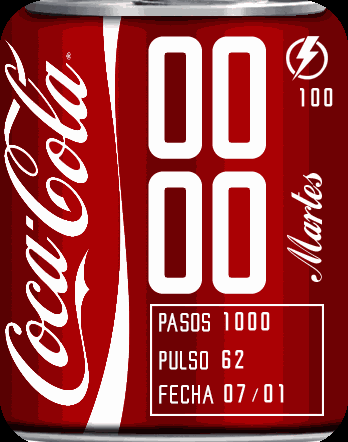 Coca-Cola
00
100
00
Martes
PASOS 1000
PULSO 62
FECHA 07/01